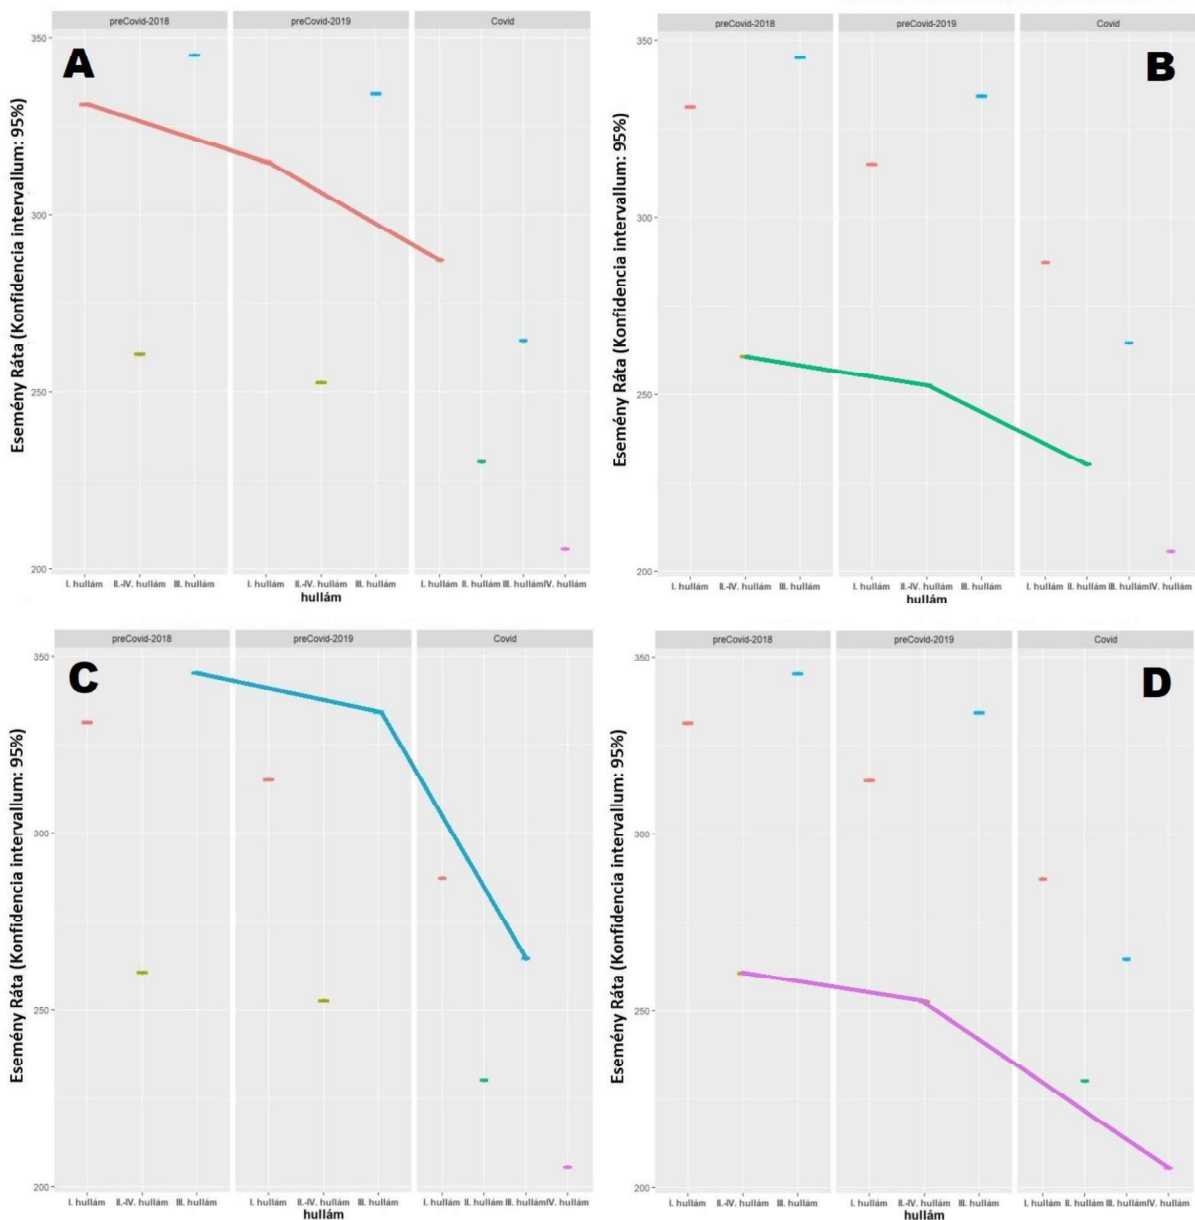 preCovid-2018 preCovid-2019 Covid
A
Esemény Ráta (Konfidencia intervallum: 95%)
350
300
250
200
I. hullám II.-IV. hullám III. hullám I. hullám II.-IV. hullám III. hullám I. hullám II. hullám III. hullám IV. hullám
hullám
preCovid-2018 preCovid-2019 Covid
B
Esemény Ráta (Konfidencia intervallum: 95%)
350
300
250
200
I. hullám II.-IV. hullám III. hullám I. hullám II.-IV. hullám III. hullám I. hullám II. hullám III. hullám IV. hullám
hullám
preCovid-2018 preCovid-2019 Covid
C
Esemény Ráta (Konfidencia intervallum: 95%)
350
300
250
200
I. hullám II.-IV. hullám III. hullám I. hullám II.-IV. hullám III. hullám I. hullám II. hullám III. hullám IV. hullám
hullám
preCovid-2018 preCovid-2019 Covid
D
Esemény Ráta (Konfidencia intervallum: 95%)
350
300
250
200
I. hullám II.-IV. hullám III. hullám I. hullám II.-IV. hullám III. hullám I. hullám II. hullám III. hullám IV. hullám
hullám